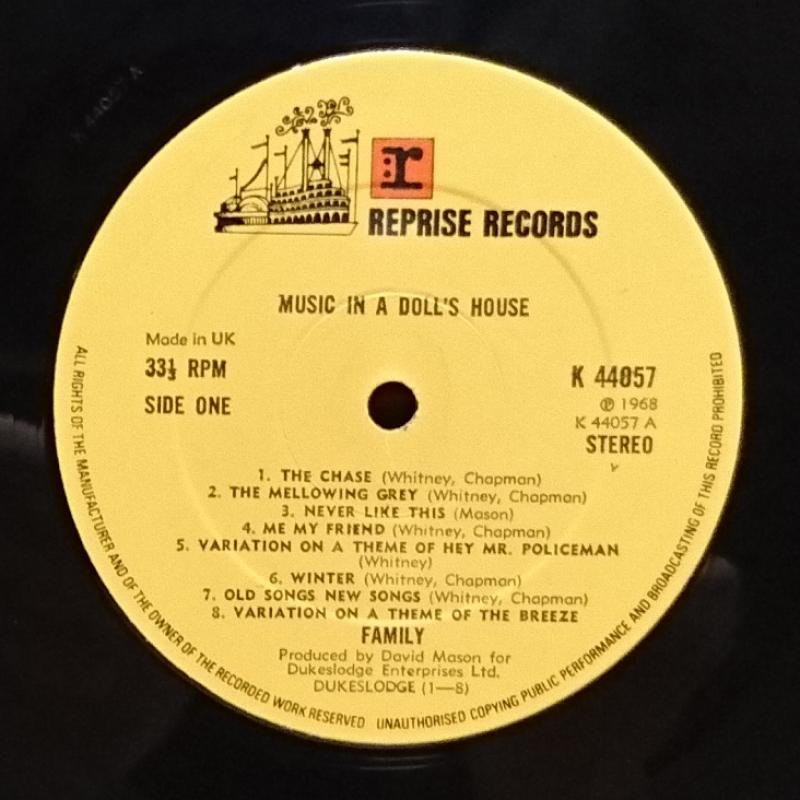 K 44057 A
r
REPRISE RECORDS
MUSIC IN A DOLL'S HOUSE
Made in UK
33⅓ RPM
SIDE ONE
K 44057
℗ 1968
K 44057 A
STEREO
1. THE CHASE (Whitney, Chapman)
2. THE MELLOWING GREY (Whitney, Chapman)
3. NEVER LIKE THIS (Mason)
4. ME MY FRIEND (Whitney, Chapman)
5. VARIATION ON A THEME OF HEY MR. POLICEMAN
(Whitney)
6. WINTER (Whitney, Chapman)
7. OLD SONGS NEW SONGS (Whitney, Chapman)
8. VARIATION ON A THEME OF THE BREEZE
FAMILY
Produced by David Mason for
Dukeslodge Enterprises Ltd.
DUKESLODGE (1—8)
ALL RIGHTS OF THE MANUFACTURER AND OF THE OWNER OF THE RECORDED WORK RESERVED UNAUTHORISED COPYING PUBLIC PERFORMANCE AND BROADCASTING OF THIS RECORD PROHIBITED